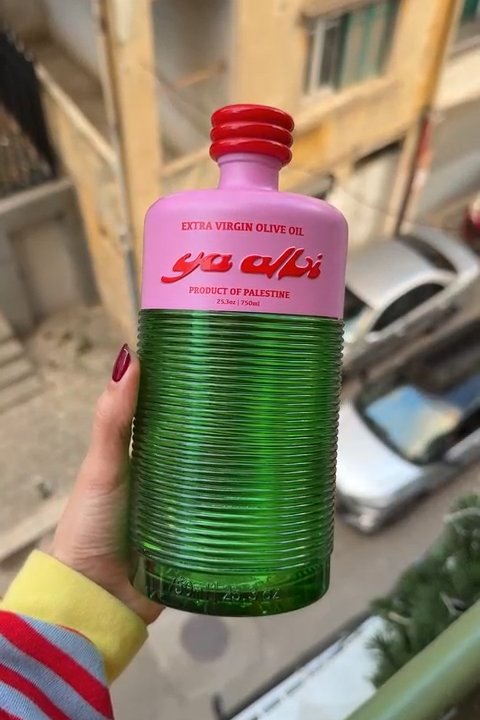 EXTRA VIRGIN OLIVE OIL
ya albi
PRODUCT OF PALESTINE
25.3oz | 750ml